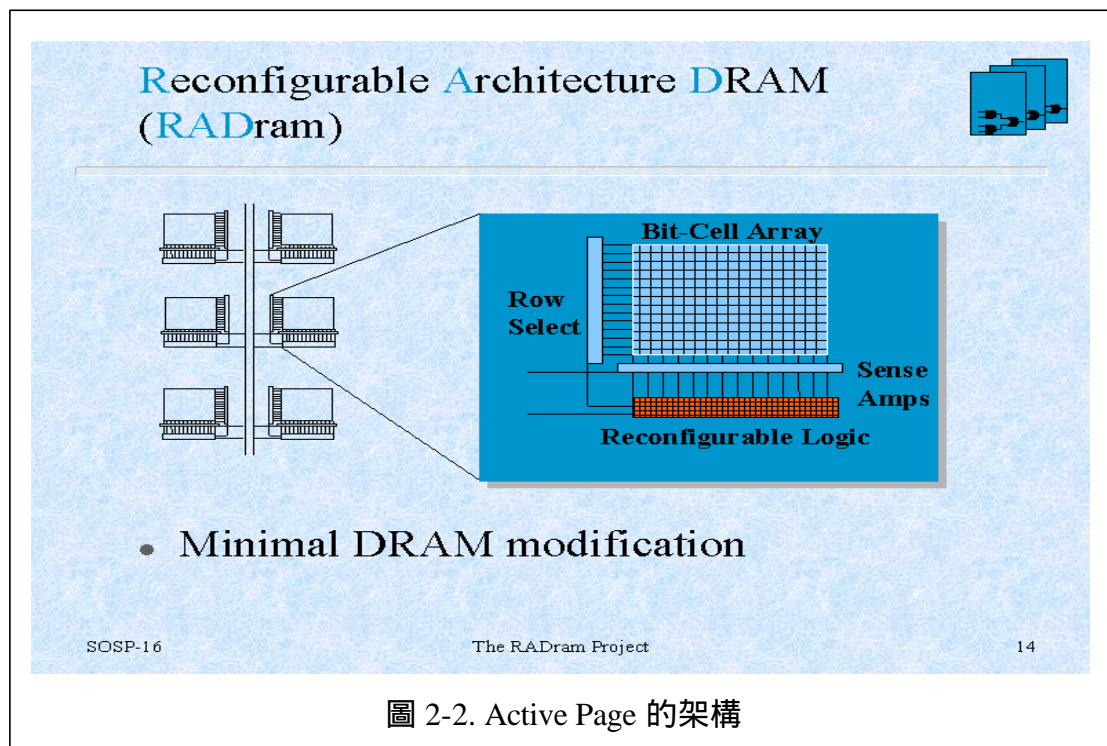 Reconfigurable Architecture DRAM
(RADram)
Bit-Cell Array
Row
Select
Sense
Amps
Reconfigurable Logic
• Minimal DRAM modification
SOSP-16
The RADram Project
14
圖 2-2. Active Page 的架構